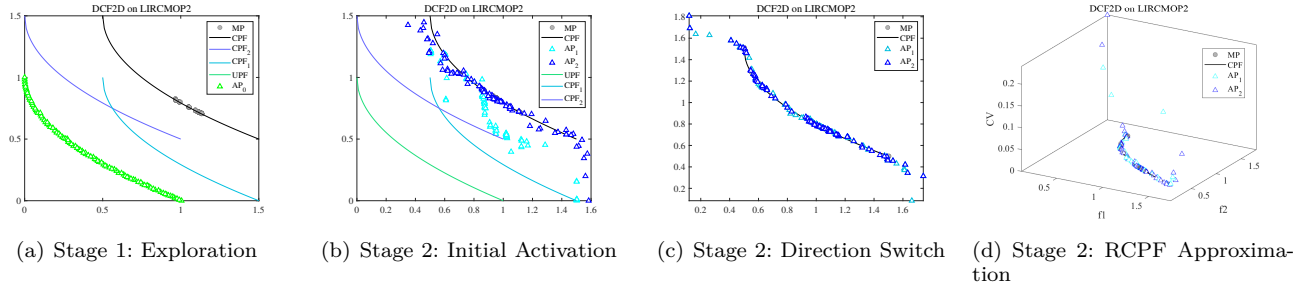 DCF2D on LIRCMOP2
1.5
1
0.5
0
0
0.5
1
1.5
MP
CPF
CPF2
CPF1
UPF
AP0
(a) Stage 1: Exploration
DCF2D on LIRCMOP2
1.5
1
0.5
0
0
0.2
0.4
0.6
0.8
1
1.2
1.4
1.6
MP
CPF
AP1
AP2
UPF
CPF1
CPF2
(b) Stage 2: Initial Activation
DCF2D on LIRCMOP2
1.8
1.6
1.4
1.2
1
0.8
0.6
0.4
0.2
0.2
0.4
0.6
0.8
1
1.2
1.4
1.6
MP
CPF
AP1
AP2
(c) Stage 2: Direction Switch
DCF2D on LIRCMOP2
CV
0.2
0.15
0.1
0.05
0
0.5
1
1.5
f1
0.5
1
1.5
f2
MP
CPF
AP1
AP2
(d) Stage 2: RCPF Approxima-
tion